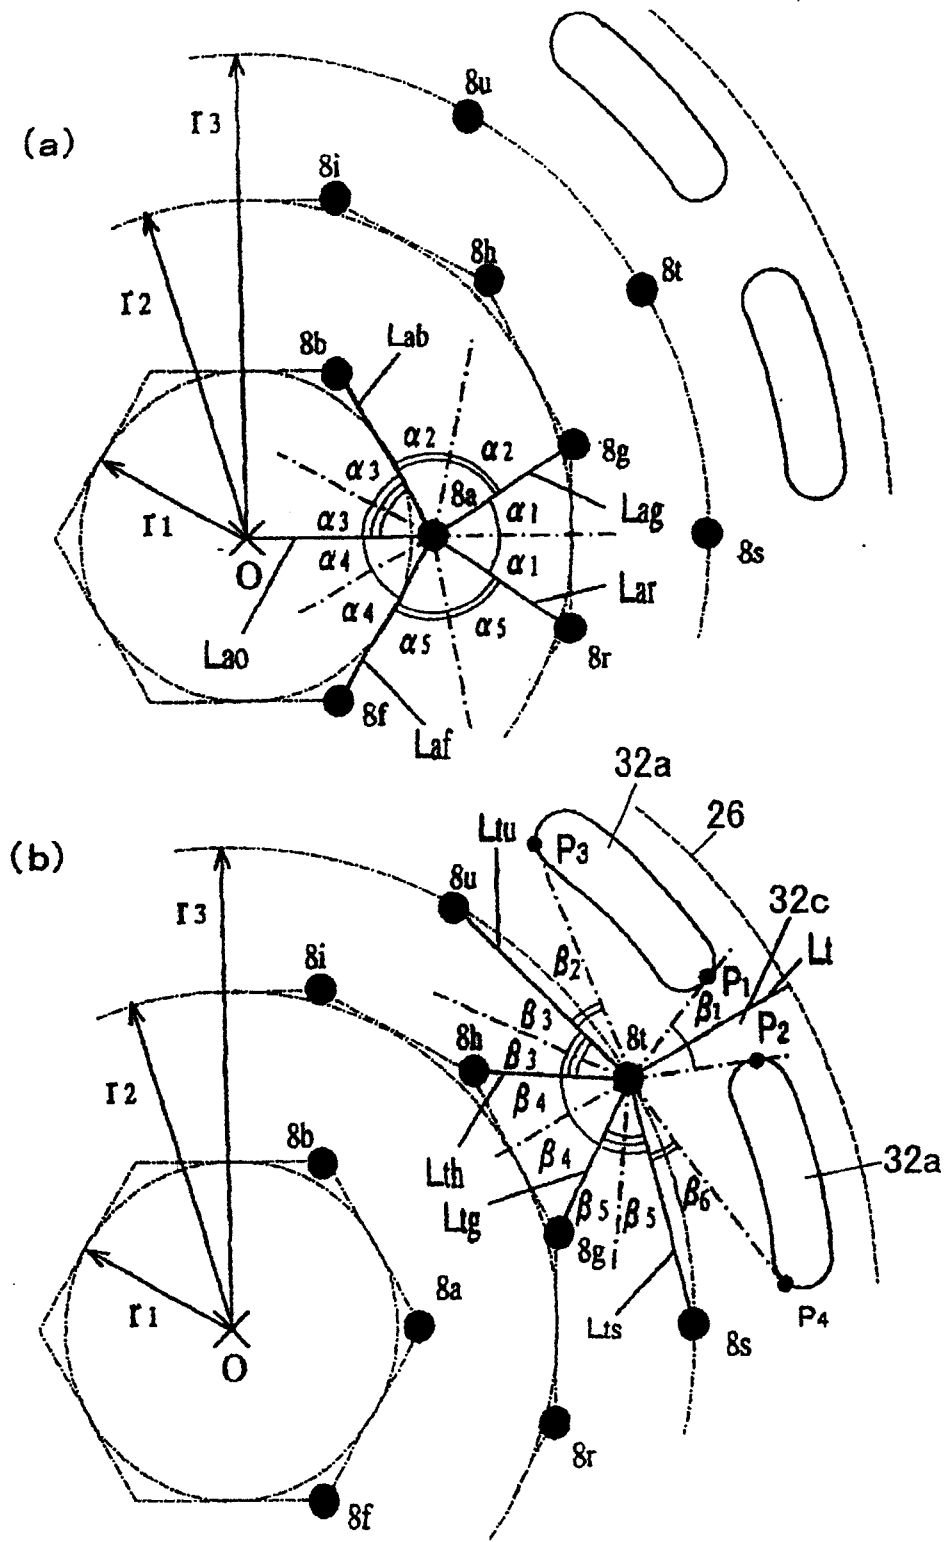 (a)
r3
8u
8i
8h
8t
r2
8b
Lab
α2
α2
8g
α3
8a
Lag
r1
α3
α1
8s
O
α4
α1
Lar
α4
α5
α5
Lao
8r
8f
Laf
32a
26
(b)
Ltu
P3
8u
32c
r3
Lt
8i
β2
P1
β1
β3
8t
P2
8h
β3
r2
β4
8b
β4
32a
Lth
Ltg
β5
β5
β6
8g
8a
r1
Lts
P4
8s
O
8r
8f